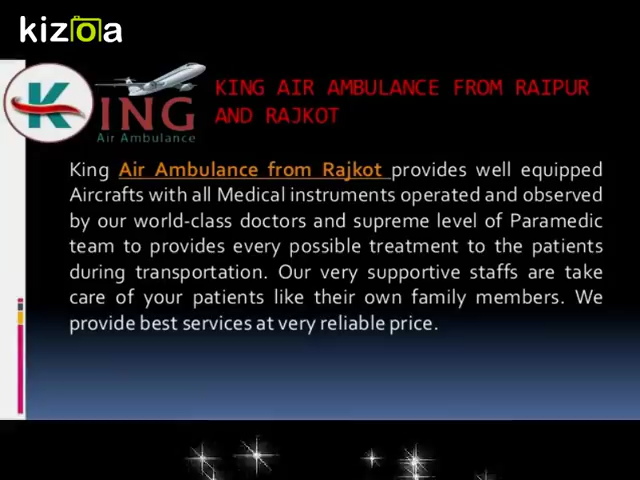 kizoa
KING
Air Ambulance
KING AIR AMBULANCE FROM RAIPUR
AND RAJKOT
King Air Ambulance from Rajkot provides well equipped
Aircrafts with all Medical instruments operated and observed
by our world-class doctors and supreme level of Paramedic
team to provides every possible treatment to the patients
during transportation. Our very supportive staffs are take
care of your patients like their own family members. We
provide best services at very reliable price.